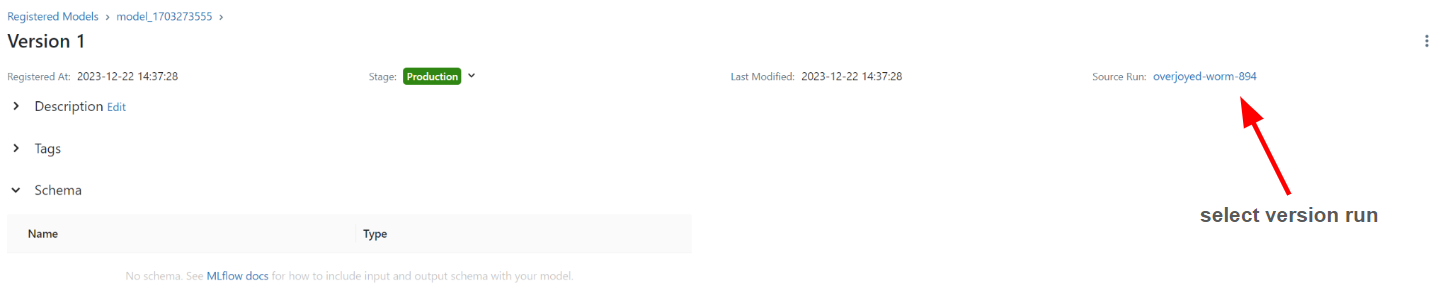 Registered Models › model_1703273555 ›
Version 1
Registered At: 2023-12-22 14:37:28 Stage: Production Last Modified: 2023-12-22 14:37:28 Source Run: overjoyed-worm-894
Description Edit
Tags
Schema
select version run
Name Type
No schema. See MLflow docs for how to include input and output schema with your model.